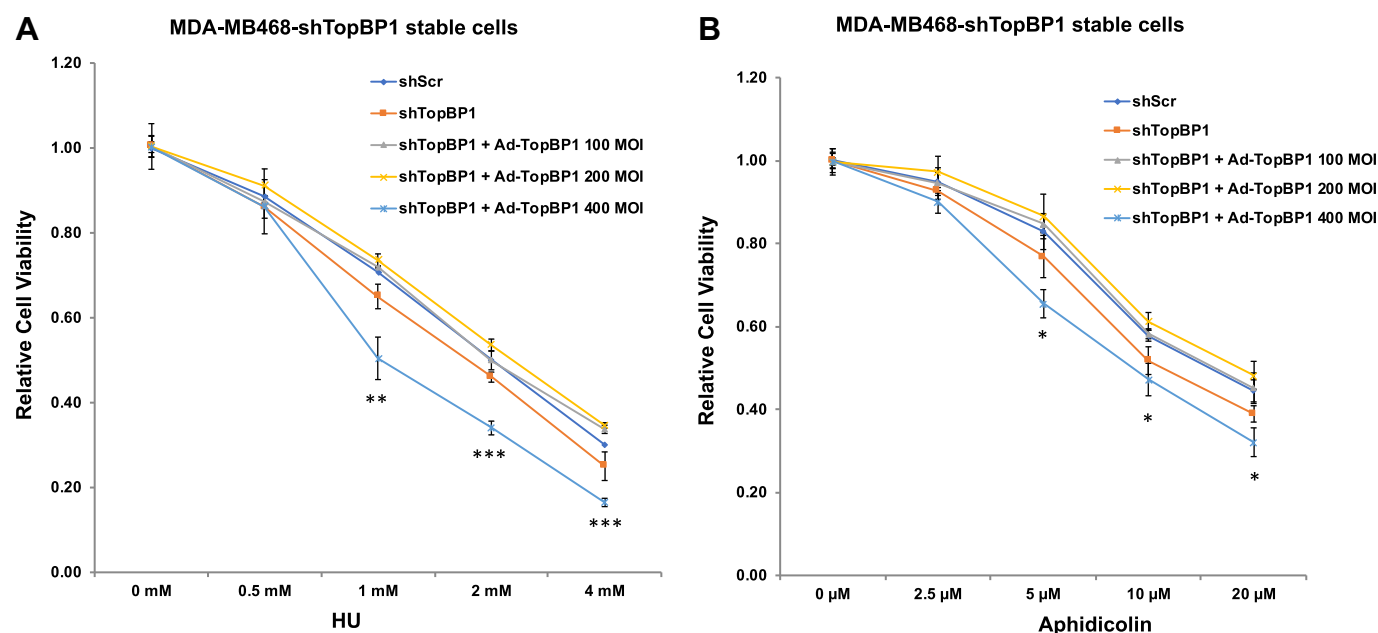 A
MDA-MB468-shTopBP1 stable cells
1.20
1.00
0.80
0.60
0.40
0.20
0.00
Relative Cell Viability
shScr
shTopBP1
shTopBP1 + Ad-TopBP1 100 MOI
shTopBP1 + Ad-TopBP1 200 MOI
shTopBP1 + Ad-TopBP1 400 MOI
**
***
***
0 mM 0.5 mM 1 mM 2 mM 4 mM
HU
B
MDA-MB468-shTopBP1 stable cells
1.20
1.00
0.80
0.60
0.40
0.20
0.00
Relative Cell Viability
shScr
shTopBP1
shTopBP1 + Ad-TopBP1 100 MOI
shTopBP1 + Ad-TopBP1 200 MOI
shTopBP1 + Ad-TopBP1 400 MOI
*
*
*
0 μM 2.5 μM 5 μM 10 μM 20 μM
Aphidicolin